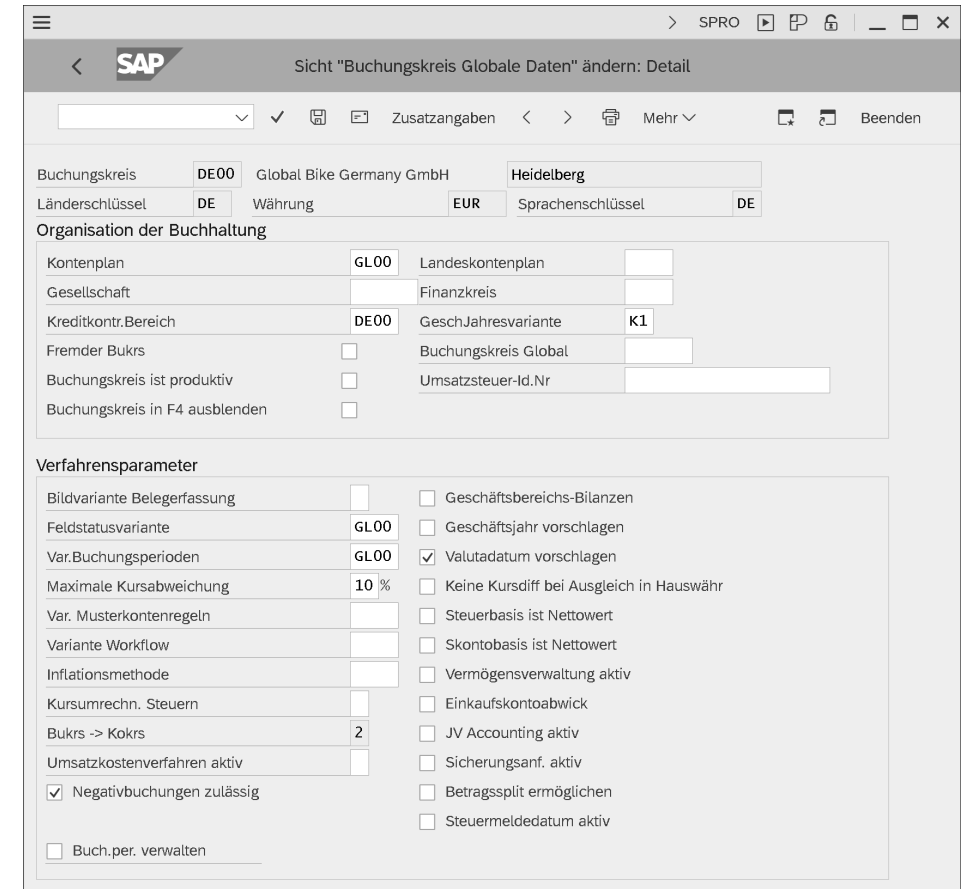 SPRO
SAP Sicht "Buchungskreis Globale Daten" ändern: Detail
Zusatzangaben Mehr Beenden
Buchungskreis DE00 Global Bike Germany GmbH Heidelberg
Länderschlüssel DE Währung EUR Sprachenschlüssel DE
Organisation der Buchhaltung
Kontenplan GL00 Landeskontenplan
Gesellschaft Finanzkreis
Kreditkontr.Bereich DE00 GeschJahresvariante K1
Fremder Bukrs Buchungskreis Global
Buchungskreis ist produktiv Umsatzsteuer-Id.Nr
Buchungskreis in F4 ausblenden
Verfahrensparameter
Bildvariante Belegerfassung Geschäftsbereichs-Bilanzen
Feldstatusvariante GL00 Geschäftsjahr vorschlagen
Var.Buchungsperioden GL00 Valutadatum vorschlagen
Maximale Kursabweichung 10 % Keine Kursdiff bei Ausgleich in Hauswähr
Var. Musterkontenregeln Steuerbasis ist Nettowert
Variante Workflow Skontobasis ist Nettowert
Inflationsmethode Vermögensverwaltung aktiv
Kursumrechn. Steuern Einkaufskontoabwick
Bukrs -> Kokrs 2 JV Accounting aktiv
Umsatzkostenverfahren aktiv Sicherungsanf. aktiv
Negativbuchungen zulässig Betragssplit ermöglichen
Steuermeldedatum aktiv
Buch.per. verwalten